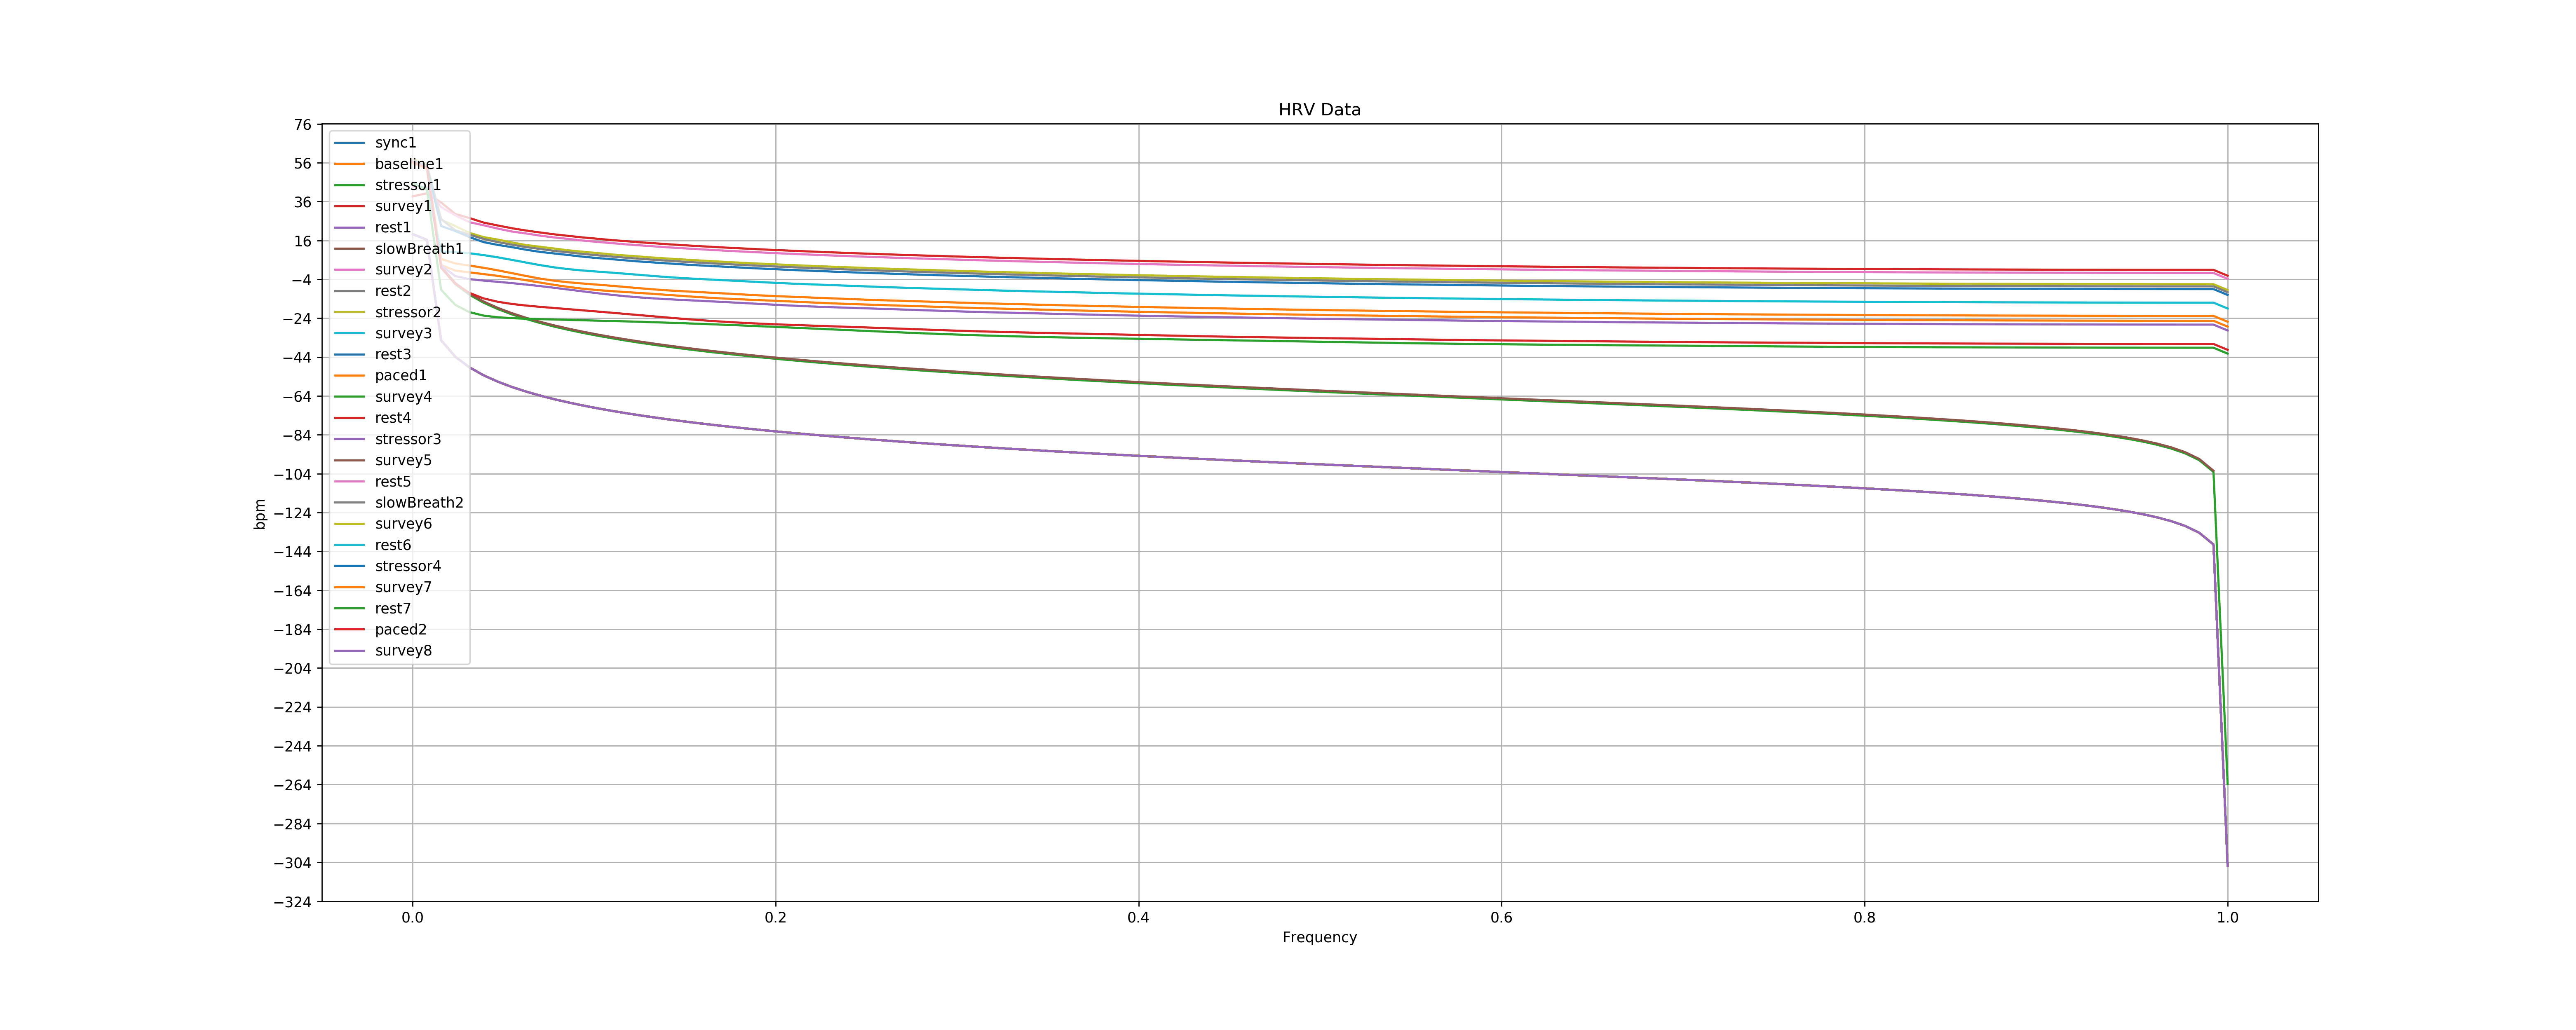 HRV Data
76
56
36
16
−4
−24
−44
−64
−84
−104
−124
−144
−164
−184
−204
−224
−244
−264
−284
−304
−324
bpm
sync1
baseline1
stressor1
survey1
rest1
slowBreath1
survey2
rest2
stressor2
survey3
rest3
paced1
survey4
rest4
stressor3
survey5
rest5
slowBreath2
survey6
rest6
stressor4
survey7
rest7
paced2
survey8
0.0 0.2 0.4 0.6 0.8 1.0
Frequency